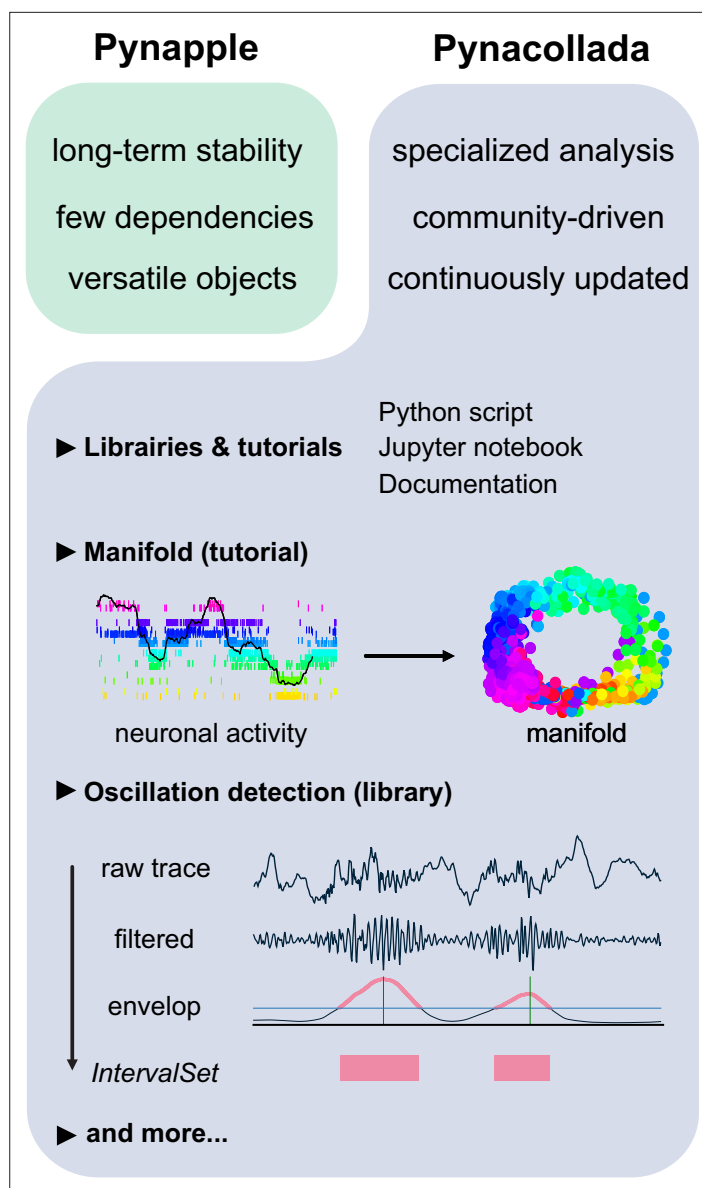 Pynapple
Pynacollada
long-term stability
few dependencies
versatile objects
specialized analysis
community-driven
continuously updated
► Librairies & tutorials
Python script
Jupyter notebook
Documentation
► Manifold (tutorial)
neuronal activity
manifold
► Oscillation detection (library)
raw trace
filtered
envelop
IntervalSet
► and more...